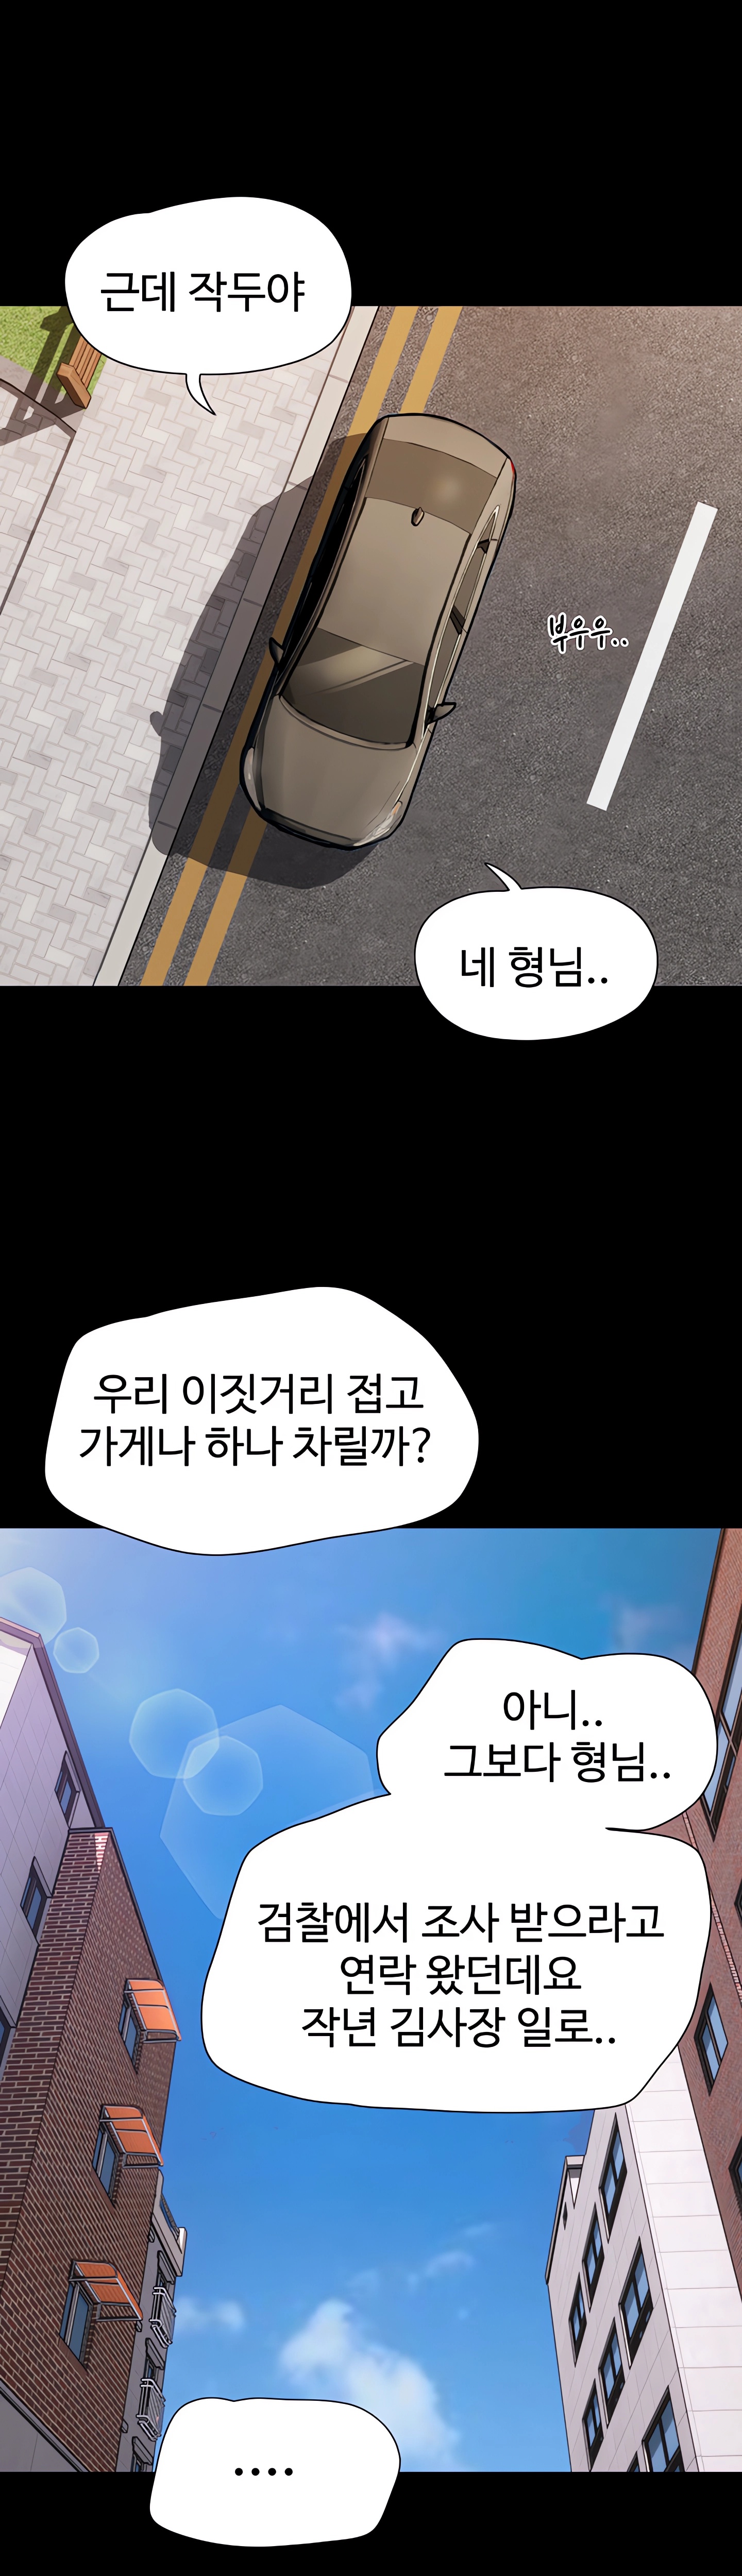 근데 작두야
부우우..
네 형님..
우리 이짓거리 접고
가게나 하나 차릴까?
아니..
그보다 형님..
검찰에서 조사 받으라고
연락 왔던데요
작년 김사장 일로..
....